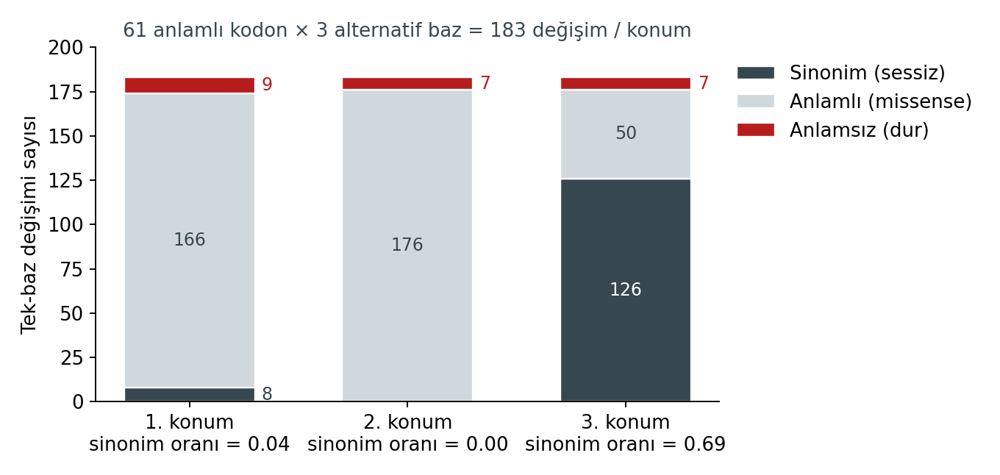 61 anlamlı kodon × 3 alternatif baz = 183 değişim / konum
Tek-baz değişimi sayısı
200
175
150
125
100
75
50
25
0
9
166
8
7
176
7
50
126
1. konum
sinonim oranı = 0.04
2. konum
sinonim oranı = 0.00
3. konum
sinonim oranı = 0.69
Sinonim (sessiz)
Anlamlı (missense)
Anlamsız (dur)